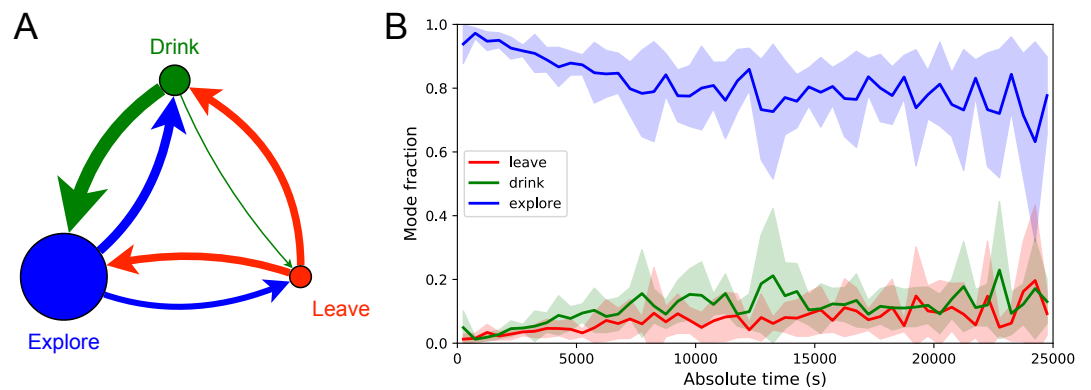 A
Drink
Explore
Leave
B
Mode fraction
1.0
0.8
0.6
0.4
0.2
0.0
leave
drink
explore
0
5000
10000
15000
20000
25000
Absolute time (s)